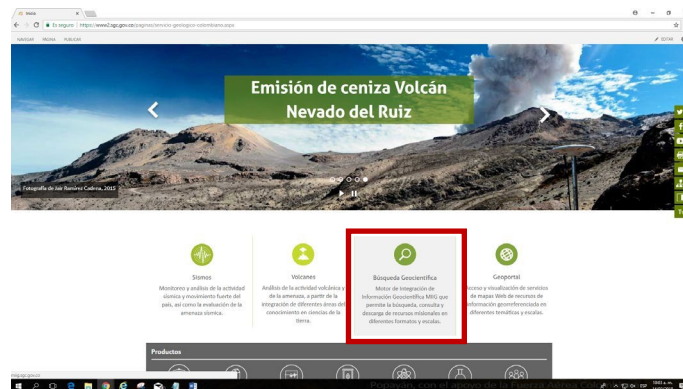 Inicio
Es seguro | https://www2.sgc.gov.co/paginas/servicio-geologico-colombiano.aspx
NAVEGAR PÁGINA PUBLICAR
EDITAR
Emisión de ceniza Volcán
Nevado del Ruiz
Fotografía de Jair Ramírez Cadena, 2015
Sismos
Monitoreo y análisis de la actividad
sísmica y movimiento fuerte del
país, así como la evaluación de la
amenaza sísmica.
Volcanes
Análisis de la actividad volcánica y
de la amenaza, a partir de la
integración de diferentes áreas del
conocimiento en ciencias de la
tierra.
Búsqueda Geocientífica
Motor de Integración de
Información Geocientífica MIIG que
permite la búsqueda, consulta y
descarga de recursos misionales en
diferentes formatos y escalas.
Geoportal
Acceso y visualización de servicios
de mapas Web de recursos de
información georreferenciada en
diferentes temáticas y escalas.
Productos
miig.sgc.gov.co
Popayán, con el apoyo de la Fuerza Aérea
ESP